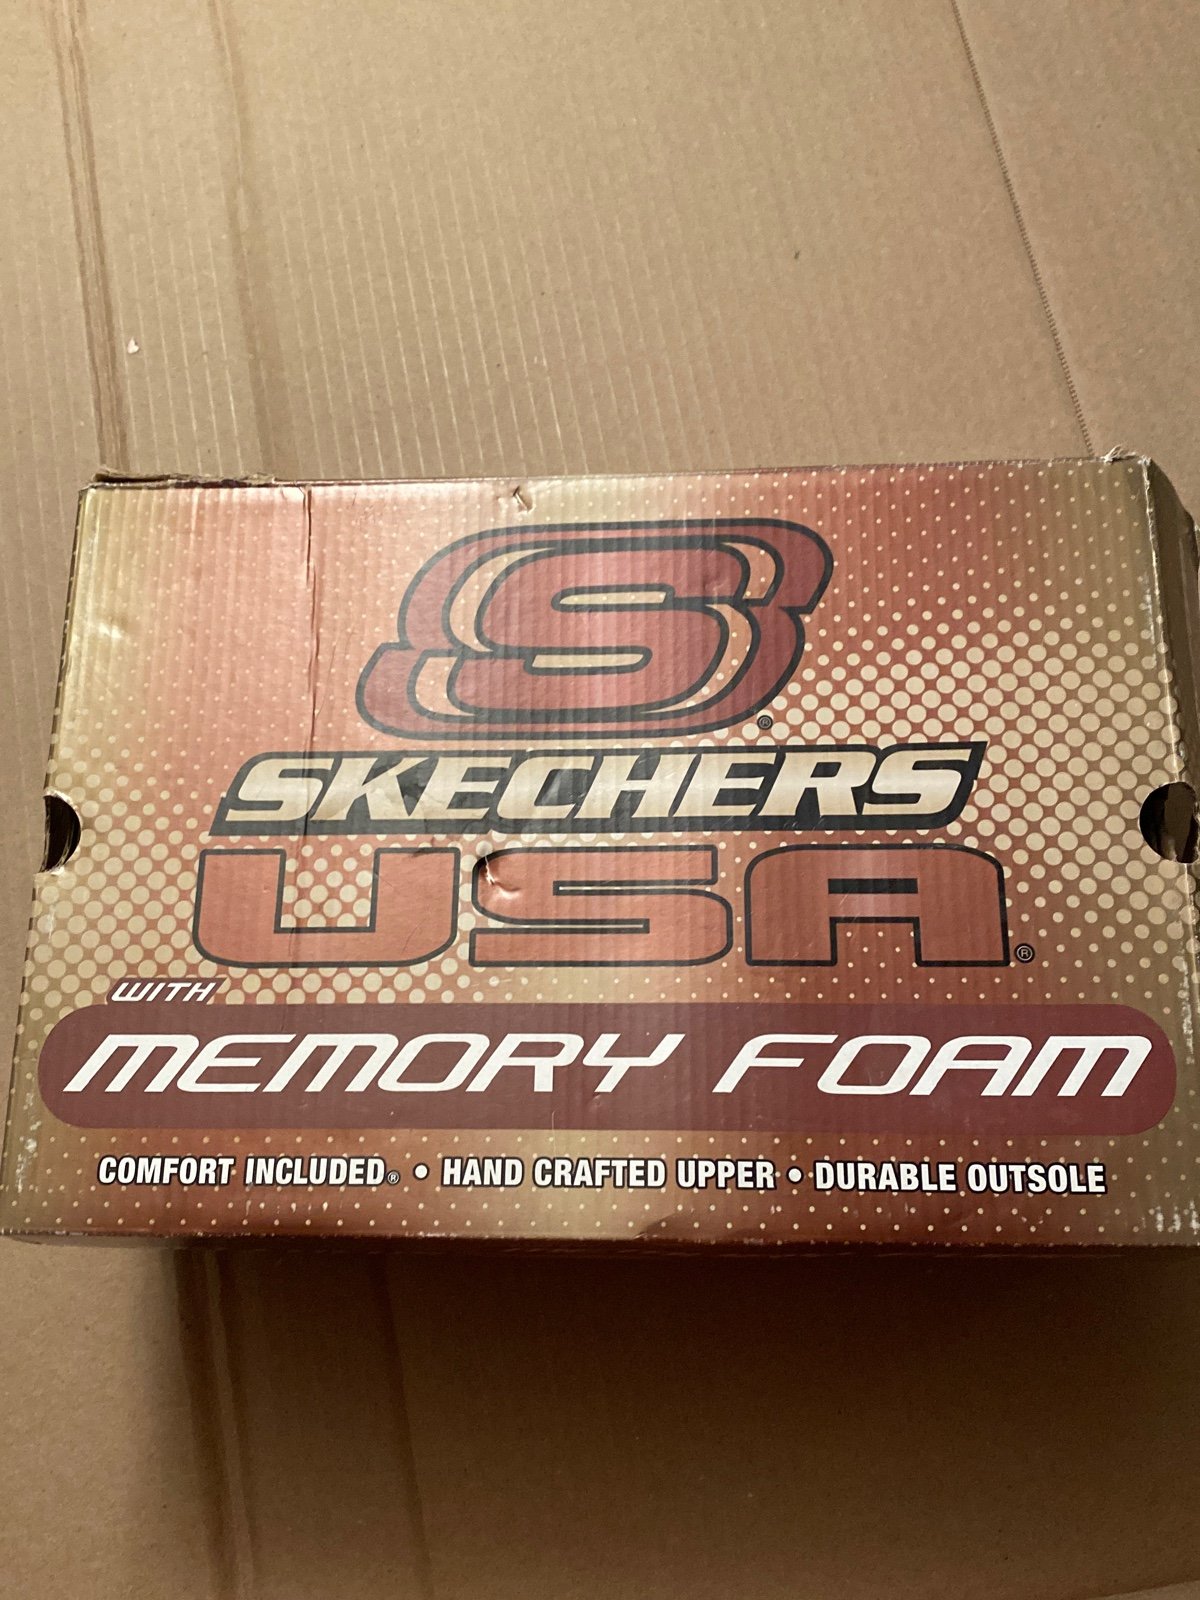 S®
SKECHERS
USA®
WITH
MEMORY FOAM
COMFORT INCLUDED® • HAND CRAFTED UPPER • DURABLE OUTSOLE